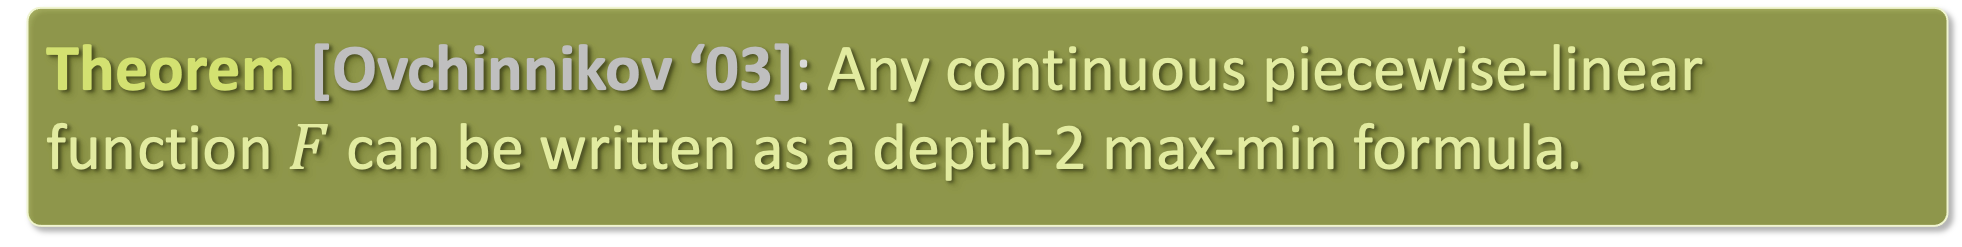 Theorem [Ovchinnikov ‘03]: Any continuous piecewise-linear
function F can be written as a depth-2 max-min formula.